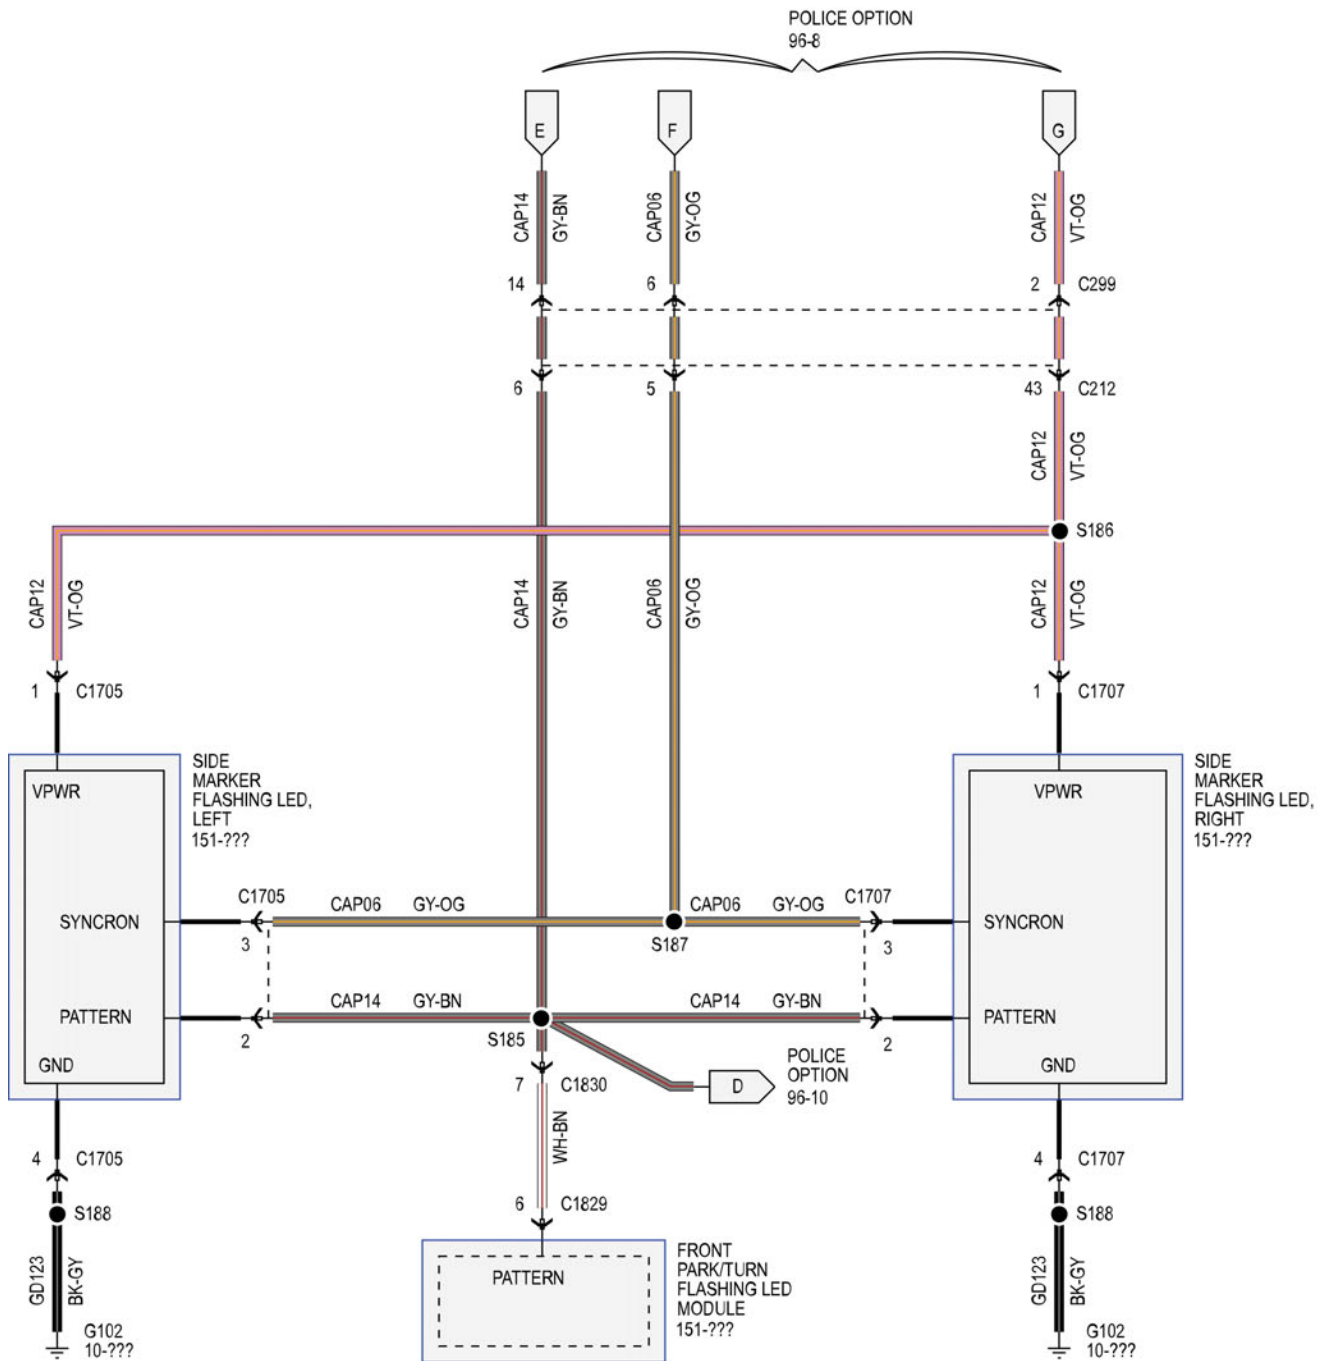 POLICE OPTION
96-8
E
F
G
CAP14
GY-BN
CAP06
GY-OG
CAP12
VT-OG
14
6
2
C299
6
5
43
C212
CAP12
VT-OG
S186
CAP12
VT-OG
CAP14
GY-BN
CAP06
GY-OG
CAP12
VT-OG
1
C1705
1
C1707
SIDE
MARKER
FLASHING LED,
LEFT
151-???
VPWR
SIDE
MARKER
FLASHING LED,
RIGHT
151-???
VPWR
C1705
CAP06
GY-OG
CAP06
GY-OG
C1707
SYNCRON
3
S187
3
SYNCRON
CAP14
GY-BN
CAP14
GY-BN
PATTERN
2
S185
2
PATTERN
GND
7
C1830
D
POLICE
OPTION
96-10
GND
WH-BN
4
C1705
4
C1707
6
C1829
S188
S188
GD123
BK-GY
GD123
BK-GY
PATTERN
FRONT
PARK/TURN
FLASHING LED
MODULE
151-???
G102
10-???
G102
10-???